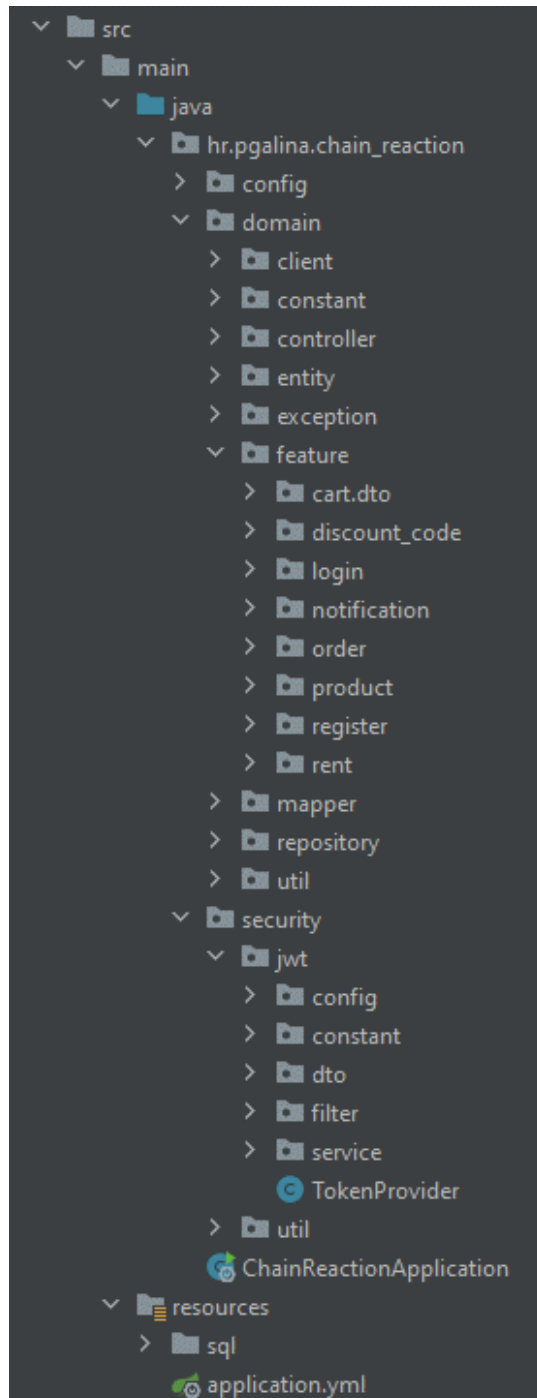 src
main
java
hr.pgalina.chain_reaction
config
domain
client
constant
controller
entity
exception
feature
cart.dto
discount_code
login
notification
order
product
register
rent
mapper
repository
util
security
jwt
config
constant
dto
filter
service
TokenProvider
util
ChainReactionApplication
resources
sql
application.yml